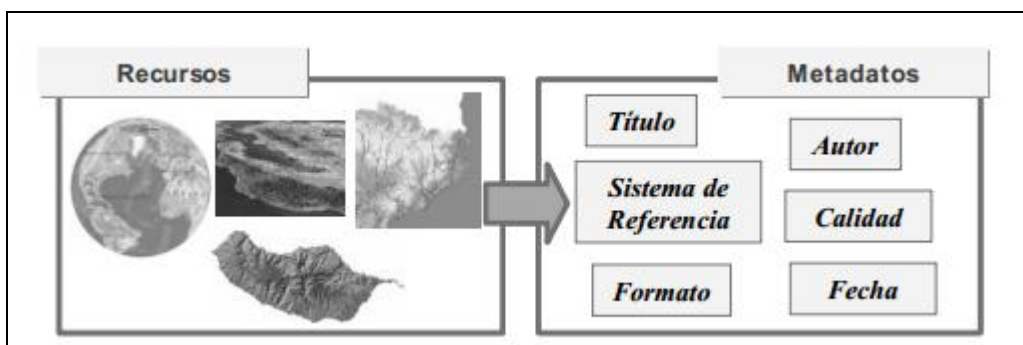 Recursos
Metadatos
Título
Autor
Sistema de
Referencia
Calidad
Formato
Fecha